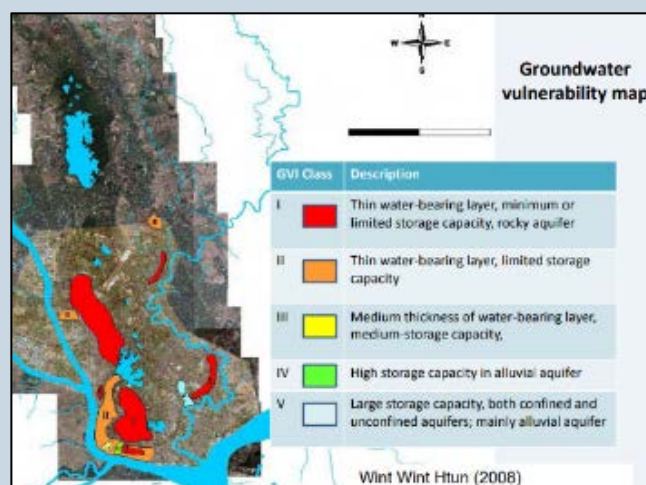 N
W E
S
Groundwater
vulnerability map
GVI Class Description
I Thin water-bearing layer, minimum or
limited storage capacity, rocky aquifer
II Thin water-bearing layer, limited storage
capacity
III Medium thickness of water-bearing layer,
medium-storage capacity,
IV High storage capacity in alluvial aquifer
V Large storage capacity, both confined and
unconfined aquifers; mainly alluvial aquifer
II
Wint Wint Htun (2008)